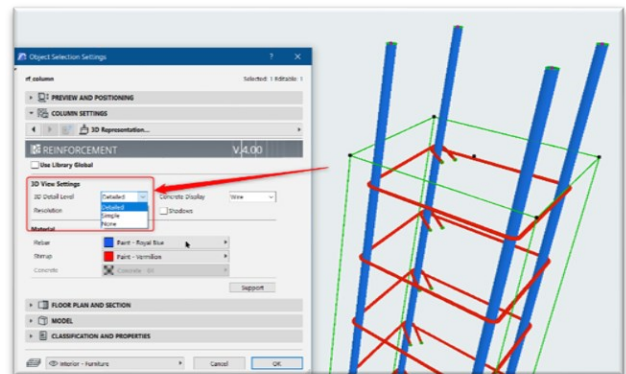 Object Selection Settings
? ×
rf.column
Selected: 1 Editable: 1
PREVIEW AND POSITIONING
COLUMN SETTINGS
3D Representation...
REINFORCEMENT V.4.00
Use Library Global
3D View Settings
3D Detail Level Detailed Concrete Display Wire
Detailed
Simple
None
Resolution Shadows
Material
Rebar Paint - Royal Blue
Stirrup Paint - Vermilion
Concrete Concrete - 01
Support
FLOOR PLAN AND SECTION
MODEL
CLASSIFICATION AND PROPERTIES
Interior - Furniture Cancel OK